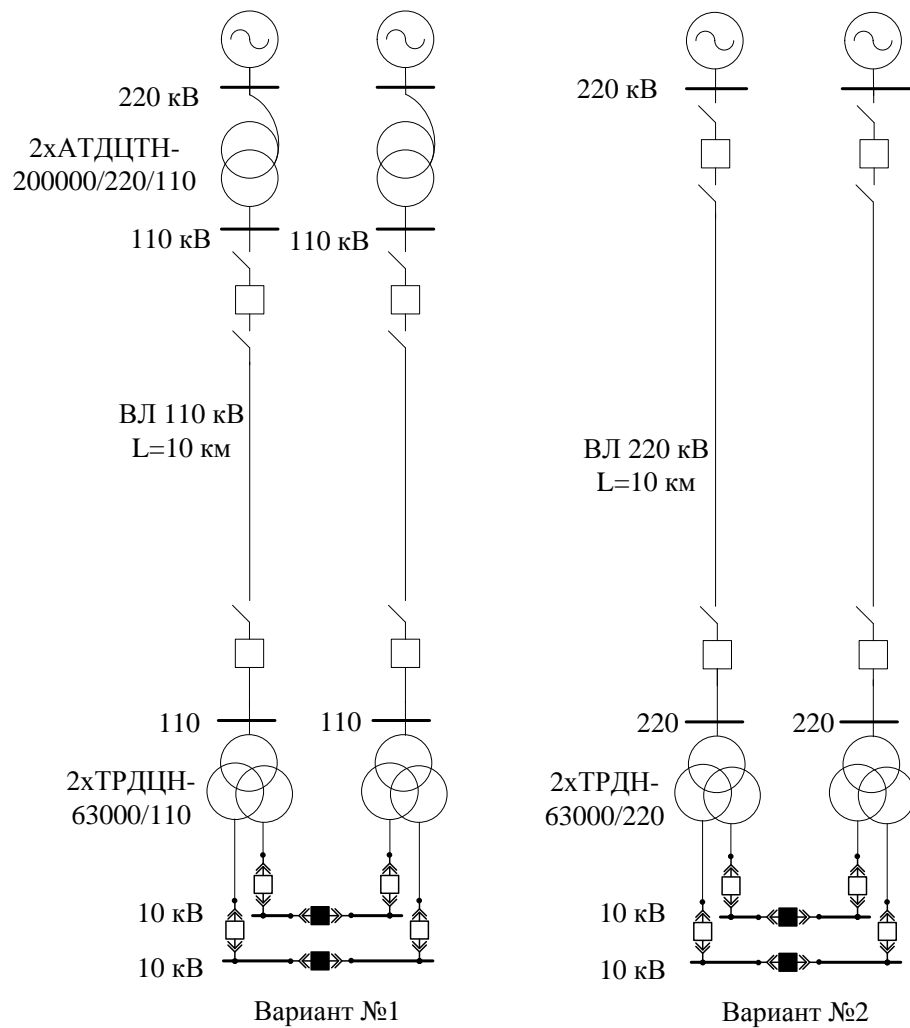 220 кВ
2хАТДЦТН-
200000/220/110
110 кВ
110 кВ
ВЛ 110 кВ
L=10 км
110
110
2хТРДЦН-
63000/110
10 кВ
10 кВ
Вариант №1
220 кВ
ВЛ 220 кВ
L=10 км
220
220
2хТРДН-
63000/220
10 кВ
10 кВ
Вариант №2